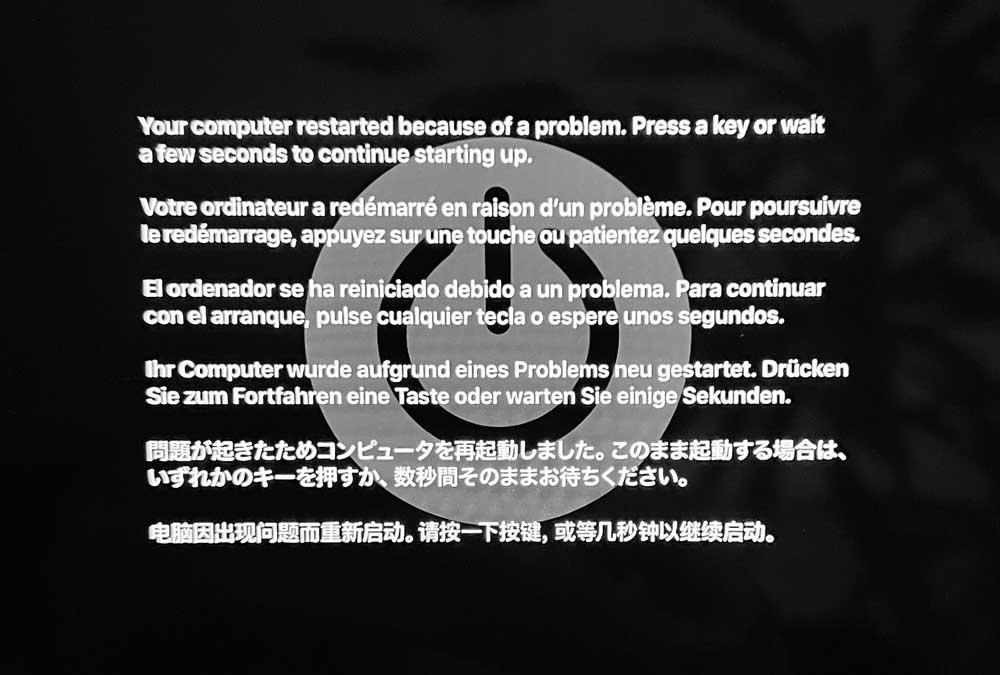 Your computer restarted because of a problem. Press a key or wait
a few seconds to continue starting up.
Votre ordinateur a redémarré en raison d'un problème. Pour poursuivre
le redémarrage, appuyez sur une touche ou patientez quelques secondes.
El ordenador se ha reiniciado debido a un problema. Para continuar
con el arranque, pulse cualquier tecla o espere unos segundos.
Ihr Computer wurde aufgrund eines Problems neu gestartet. Drücken
Sie zum Fortfahren eine Taste oder warten Sie einige Sekunden.
問題が起きたためコンピュータを再起動しました。このまま起動する場合は、
いずれかのキーを押すか、数秒間そのままお待ちください。
电脑因出现问题而重新启动。请按一下按键，或等几秒钟以继续启动。